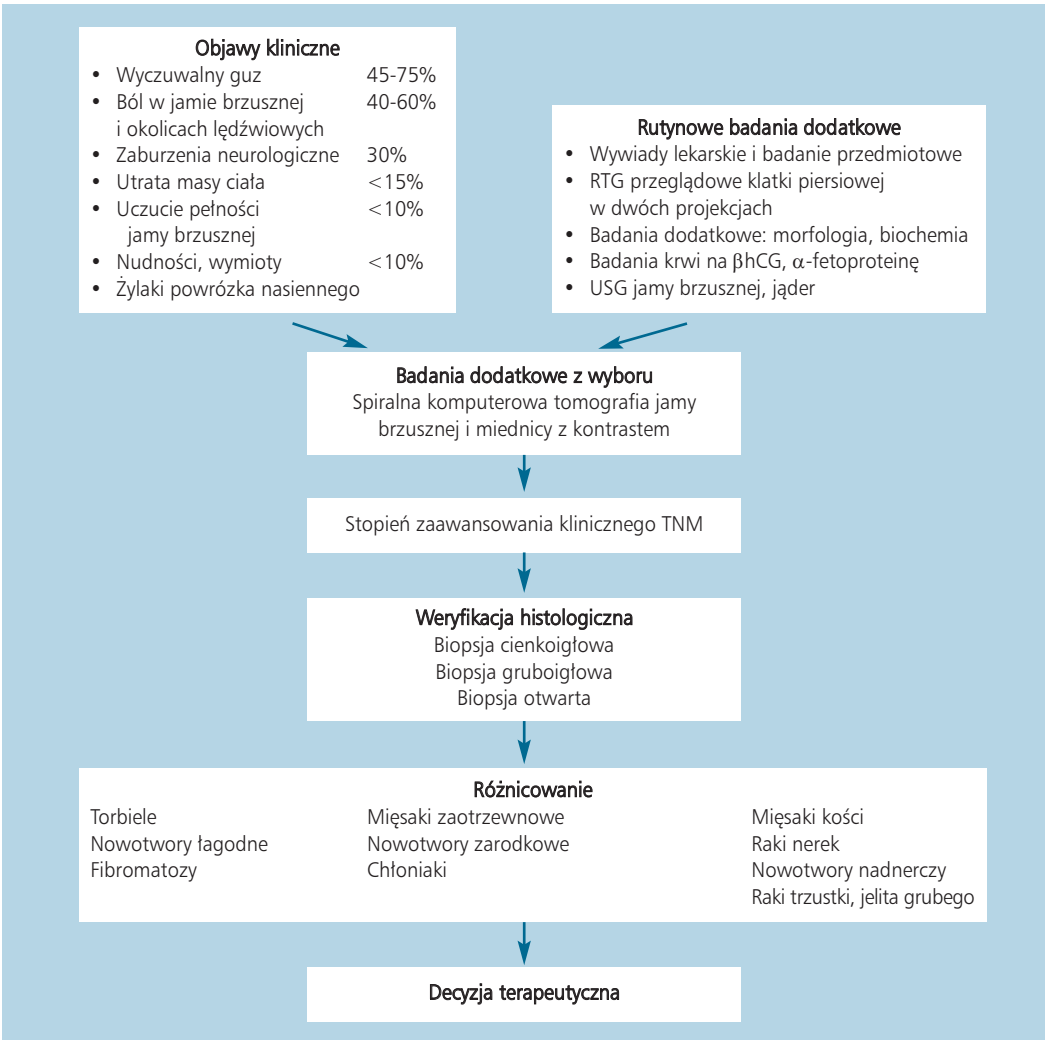 Objawy kliniczne
• Wyczuwalny guz 45-75%
• Ból w jamie brzusznej 40-60%
i okolicach lędźwiowych
• Zaburzenia neurologiczne 30%
• Utrata masy ciała <15%
• Uczucie pełności <10%
jamy brzusznej
• Nudności, wymioty <10%
• Żylaki powrózka nasiennego
Rutynowe badania dodatkowe
• Wywiady lekarskie i badanie przedmiotowe
• RTG przeglądowe klatki piersiowej
w dwóch projekcjach
• Badania dodatkowe: morfologia, biochemia
• Badania krwi na βhCG, α-fetoproteinę
• USG jamy brzusznej, jąder
Badania dodatkowe z wyboru
Spiralna komputerowa tomografia jamy
brzusznej i miednicy z kontrastem
Stopień zaawansowania klinicznego TNM
Weryfikacja histologiczna
Biopsja cienkoigłowa
Biopsja gruboigłowa
Biopsja otwarta
Różnicowanie
Torbiele Mięsaki zaotrzewnowe Mięsaki kości
Nowotwory łagodne Nowotwory zarodkowe Raki nerek
Fibromatozy Chłoniaki Nowotwory nadnerczy
Raki trzustki, jelita grubego
Decyzja terapeutyczna